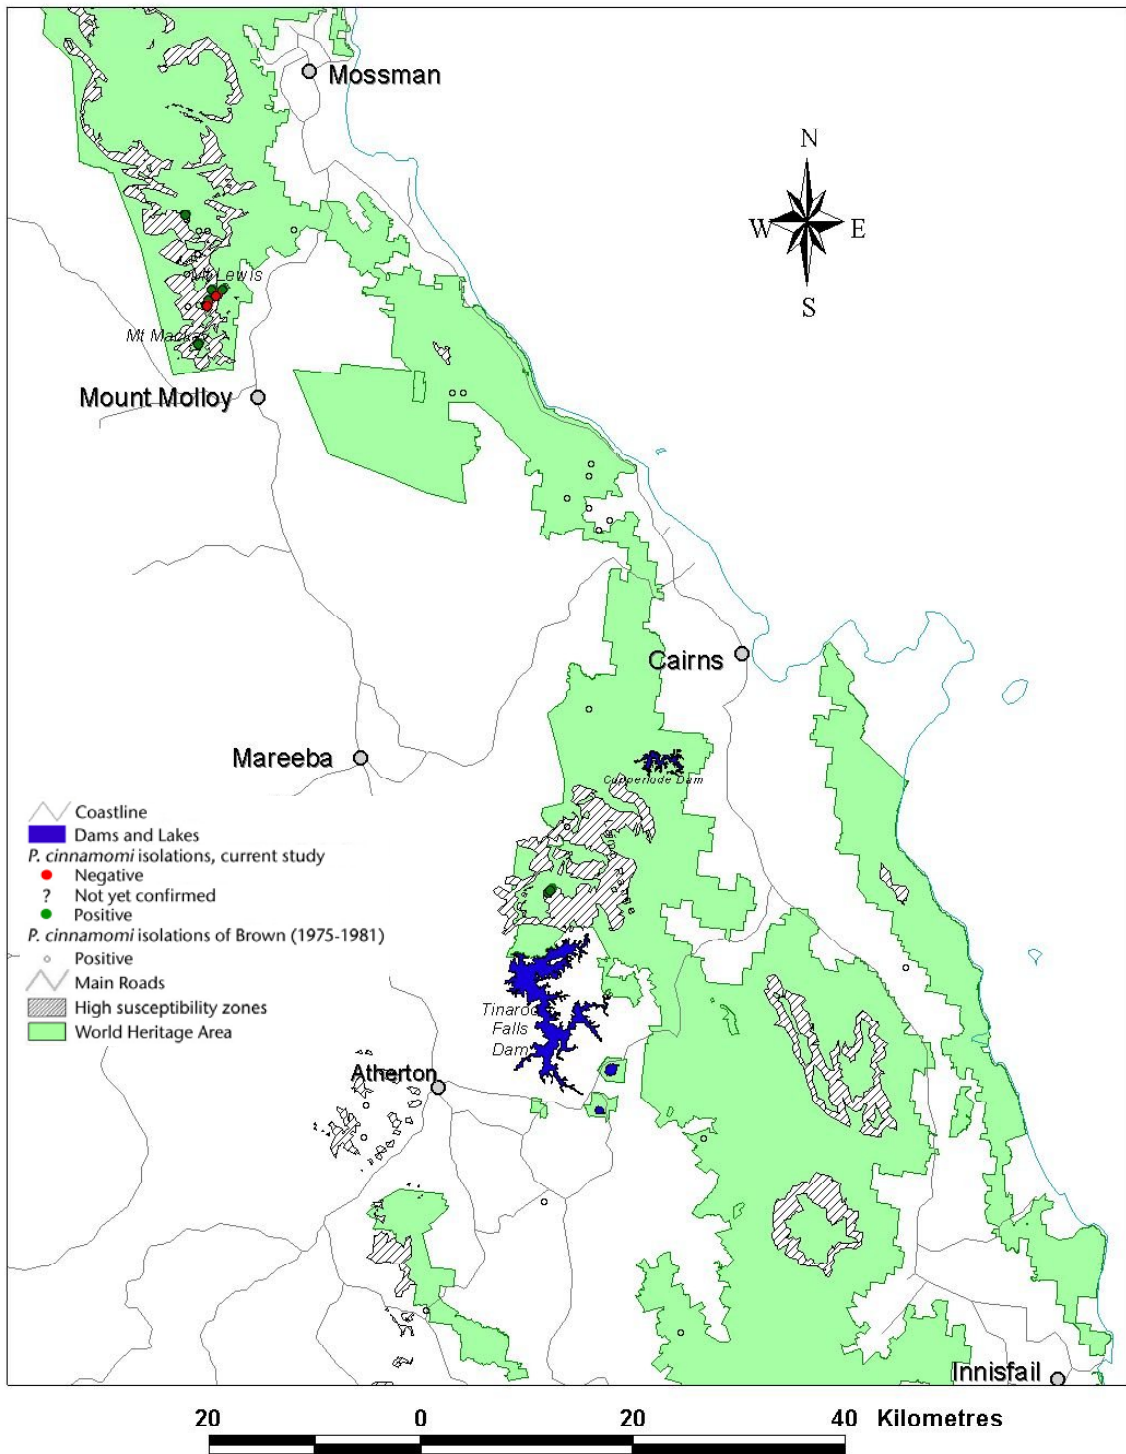 Mossman
N
W E
S
Mt Lewis
Mt Mackay
Mount Molloy
Cairns
Mareeba
Copperlode Dam
Coastline
Dams and Lakes
P. cinnamomi isolations, current study
Negative
? Not yet confirmed
Positive
P. cinnamomi isolations of Brown (1975-1981)
Positive
Main Roads
High susceptibility zones
World Heritage Area
Tinaroo
Falls
Dam
Atherton
Innisfail
20 0 20 40 Kilometres